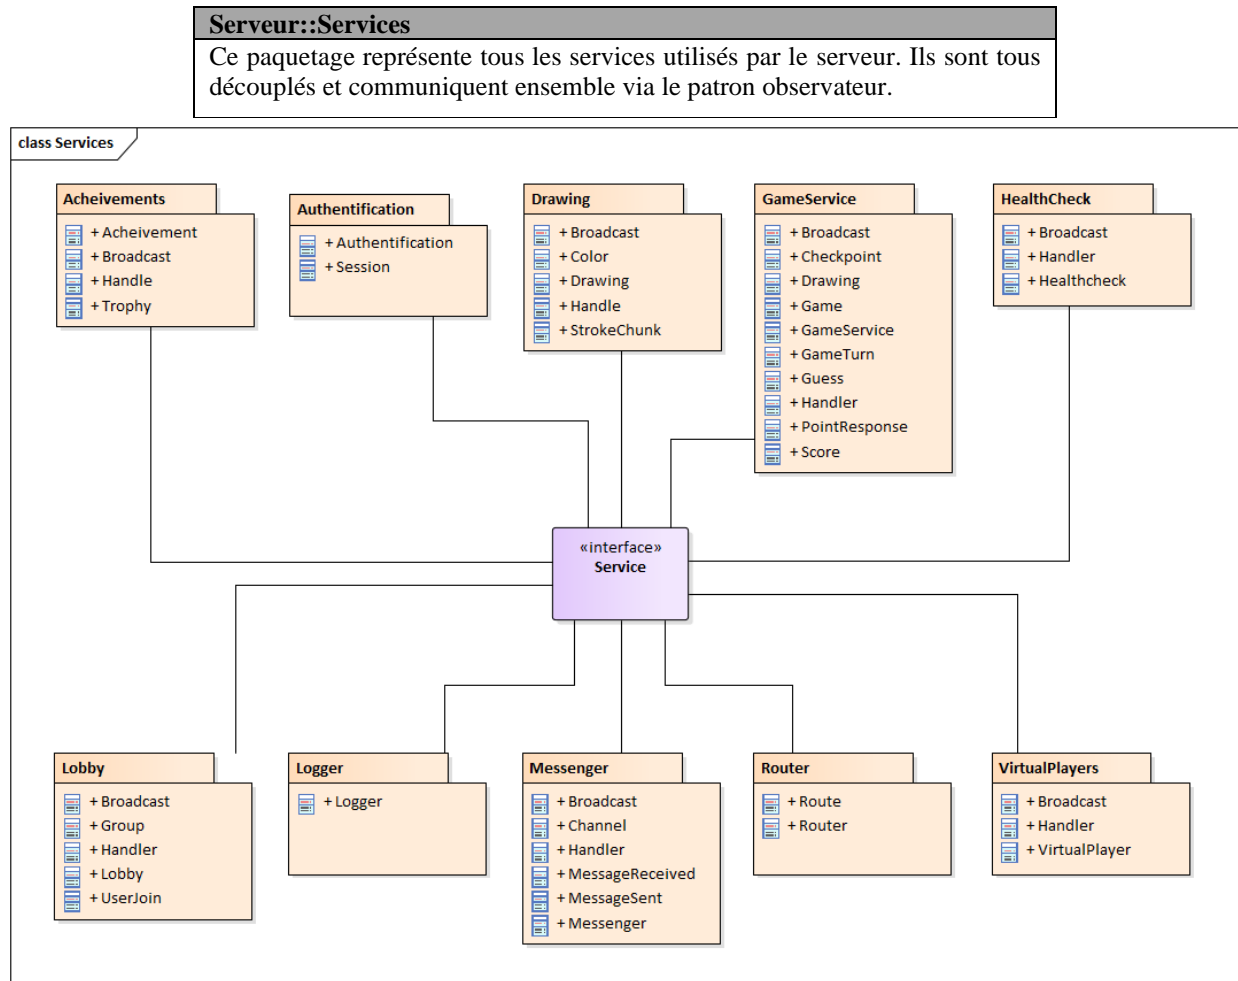 Serveur::Services
Ce paquetage représente tous les services utilisés par le serveur. Ils sont tous
découplés et communiquent ensemble via le patron observateur.
class Services
Acheivements
+ Acheivement
+ Broadcast
+ Handle
+ Trophy
Authentification
+ Authentification
+ Session
Drawing
+ Broadcast
+ Color
+ Drawing
+ Handle
+ StrokeChunk
GameService
+ Broadcast
+ Checkpoint
+ Drawing
+ Game
+ GameService
+ GameTurn
+ Guess
+ Handler
+ PointResponse
+ Score
HealthCheck
+ Broadcast
+ Handler
+ Healthcheck
«interface»
Service
Lobby
+ Broadcast
+ Group
+ Handler
+ Lobby
+ UserJoin
Logger
+ Logger
Messenger
+ Broadcast
+ Channel
+ Handler
+ MessageReceived
+ MessageSent
+ Messenger
Router
+ Route
+ Router
VirtualPlayers
+ Broadcast
+ Handler
+ VirtualPlayer